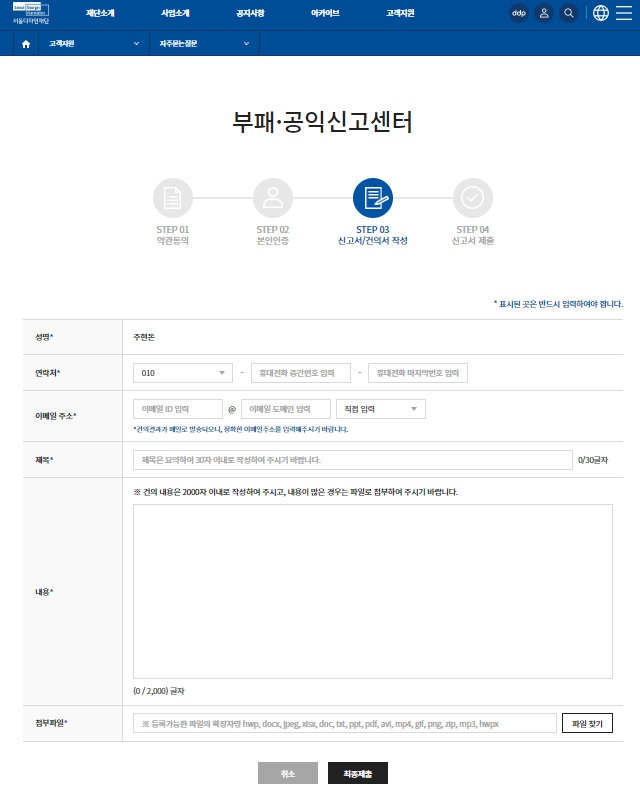 Seoul Design Foundation
서울디자인재단
재단소개 사업소개 공지사항 아카이브 고객지원
ddp
고객지원 자주묻는질문
부패·공익신고센터
STEP 01 STEP 02 STEP 03 STEP 04
약관동의 본인인증 신고서/건의서 작성 신고서 제출
* 표시된 곳은 반드시 입력하여야 합니다.
성명* 주현돈
연락처* 010 - 휴대전화 중간번호 입력 - 휴대전화 마지막번호 입력
이메일 주소* 이메일 ID 입력 @ 이메일 도메인 입력 직접 입력
*건의결과가 메일로 발송되오니, 정확한 이메일주소를 입력해주시기 바랍니다.
제목* 제목은 요약하여 30자 이내로 작성하여 주시기 바랍니다. 0/30글자
※ 건의 내용은 2000자 이내로 작성하여 주시고, 내용이 많은 경우는 파일로 첨부하여 주시기 바랍니다.
내용*
(0 / 2,000) 글자
첨부파일* ※ 등록가능한 파일의 확장자명 hwp, docx, jpeg, xlsx, doc, txt, ppt, pdf, avi, mp4, gif, png, zip, mp3, hwpx 파일 찾기
취소 최종제출